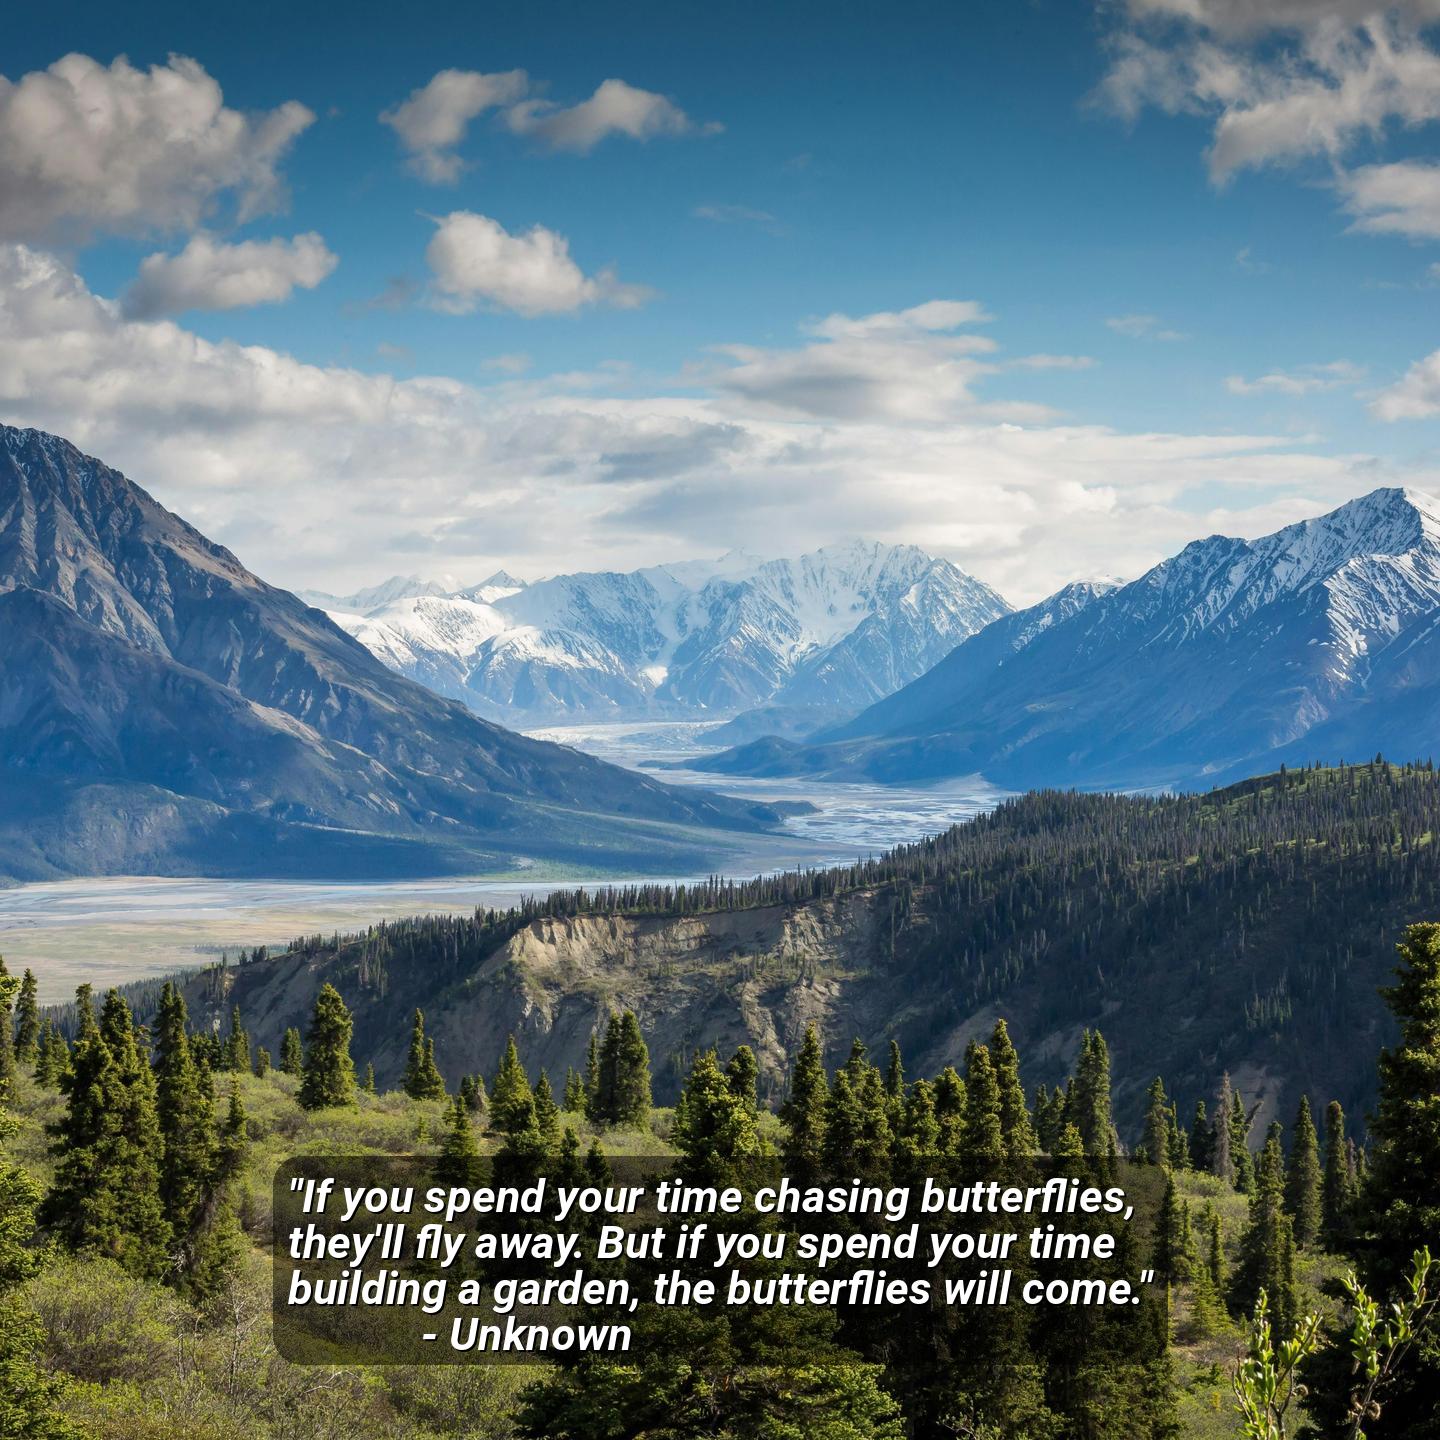 "If you spend your time chasing butterflies,
they'll fly away. But if you spend your time
building a garden, the butterflies will come."
- Unknown